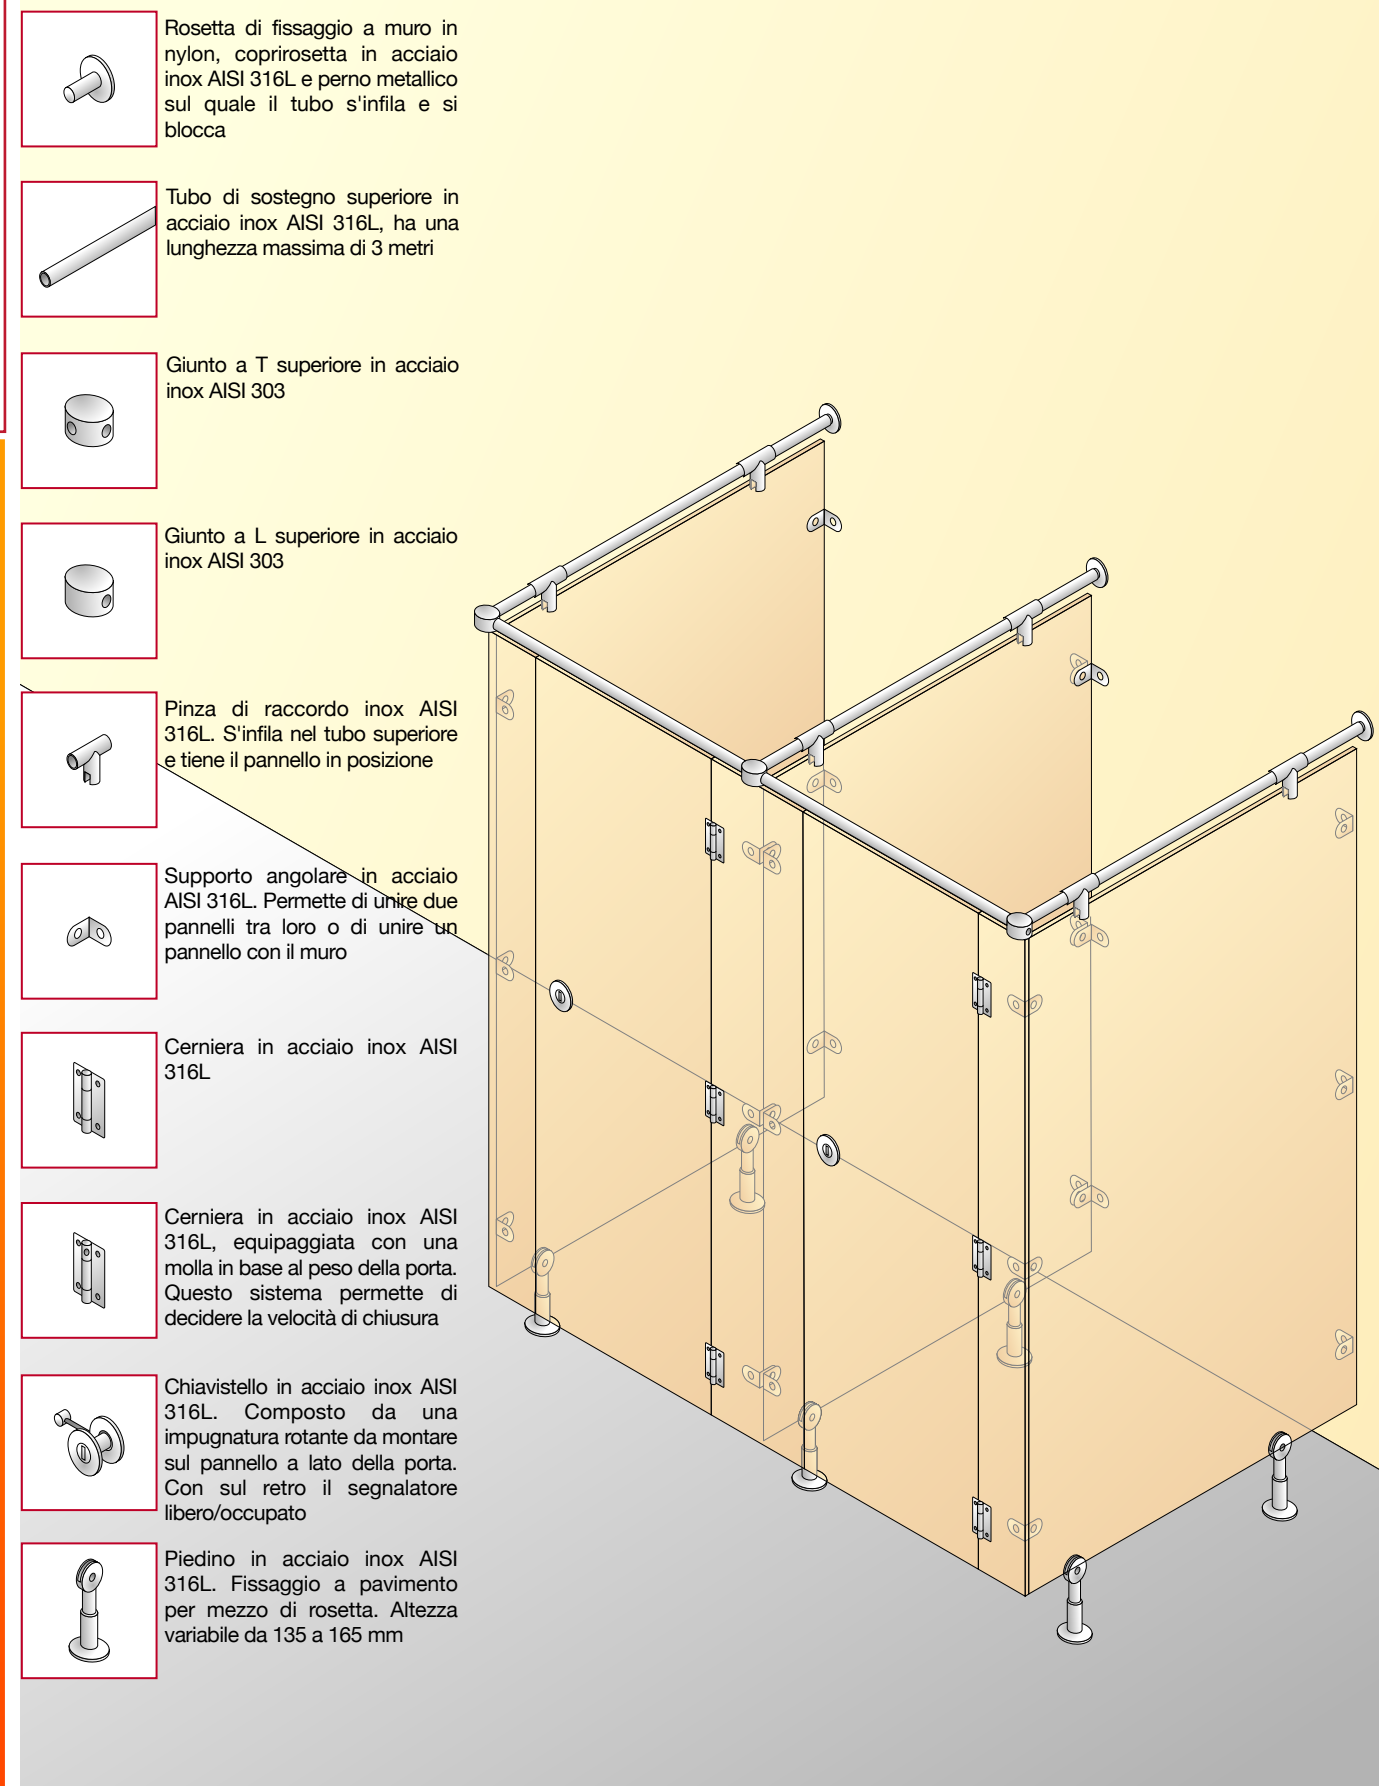 Rosetta di fissaggio a muro in
nylon, coprirosetta in acciaio
inox AISI 316L e perno metallico
sul quale il tubo s'infila e si
blocca
Tubo di sostegno superiore in
acciaio inox AISI 316L, ha una
lunghezza massima di 3 metri
Giunto a T superiore in acciaio
inox AISI 303
Giunto a L superiore in acciaio
inox AISI 303
Pinza di raccordo inox AISI
316L. S'infila nel tubo superiore
e tiene il pannello in posizione
Supporto angolare in acciaio
AISI 316L. Permette di unire due
pannelli tra loro o di unire un
pannello con il muro
Cerniera in acciaio inox AISI
316L
Cerniera in acciaio inox AISI
316L, equipaggiata con una
molla in base al peso della porta.
Questo sistema permette di
decidere la velocità di chiusura
Chiavistello in acciaio inox AISI
316L. Composto da una
impugnatura rotante da montare
sul pannello a lato della porta.
Con sul retro il segnalatore
libero/occupato
Piedino in acciaio inox AISI
316L. Fissaggio a pavimento
per mezzo di rosetta. Altezza
variabile da 135 a 165 mm